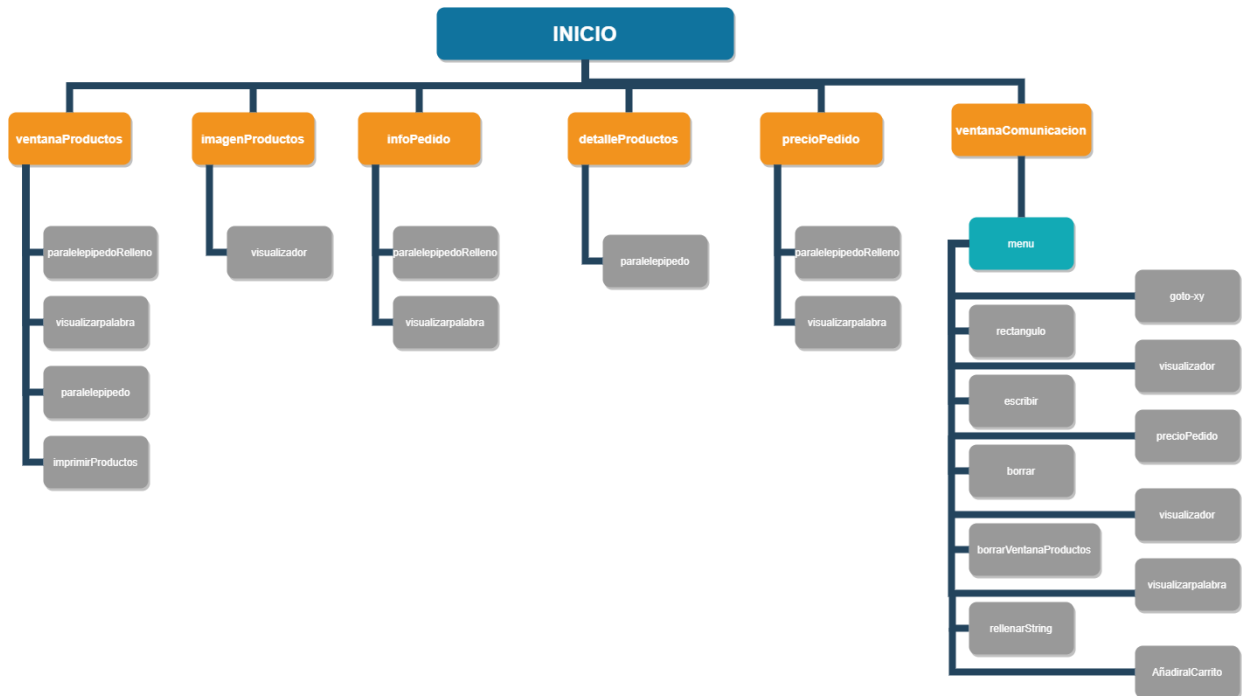 INICIO
ventanaProductos
imagenProductos
infoPedido
detalleProductos
precioPedido
ventanaComunicacion
paralelepipedoRelleno
visualizarpalabra
paralelepipedo
imprimirProductos
visualizador
paralelepipedoRelleno
visualizarpalabra
paralelepipedo
paralelepipedoRelleno
visualizarpalabra
menu
goto-xy
rectangulo
visualizador
escribir
precioPedido
borrar
visualizador
borrarVentanaProductos
visualizarpalabra
rellenarString
AñadiralCarrito